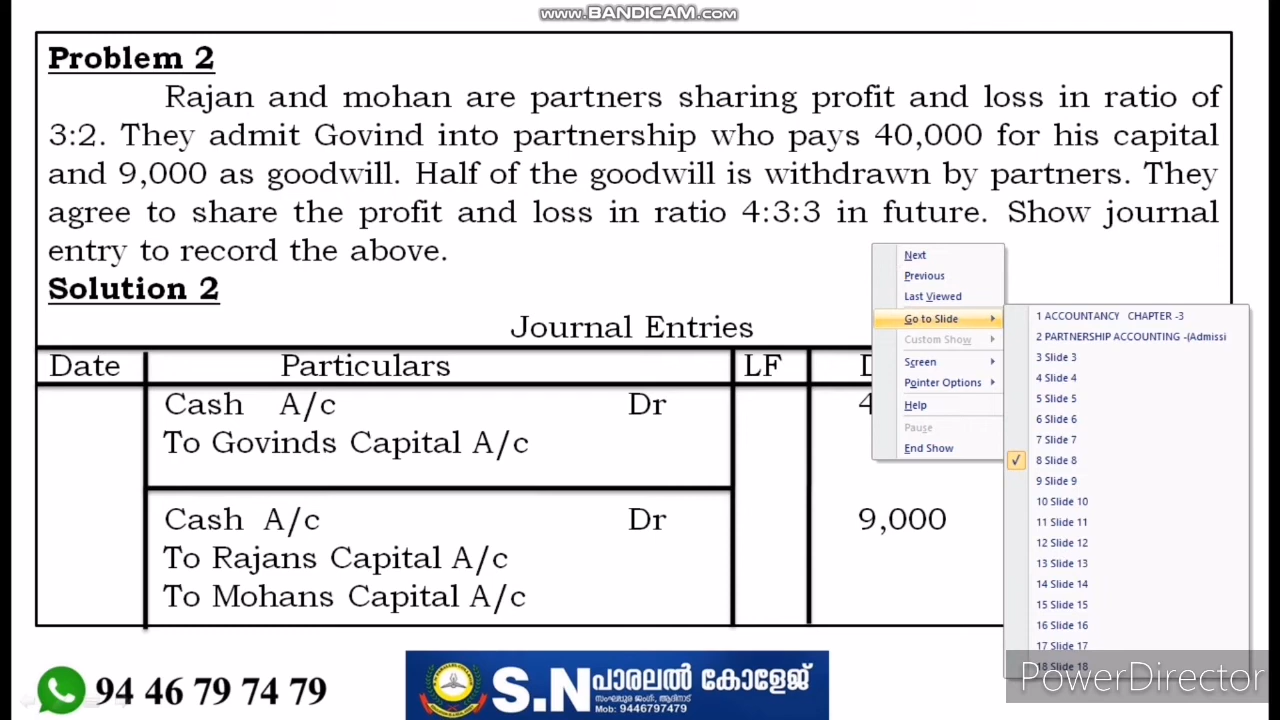 www.BANDICAM.com
Problem 2
Rajan and mohan are partners sharing profit and loss in ratio of
3:2. They admit Govind into partnership who pays 40,000 for his capital
and 9,000 as goodwill. Half of the goodwill is withdrawn by partners. They
agree to share the profit and loss in ratio 4:3:3 in future. Show journal
entry to record the above.
Solution 2
Journal Entries
Date Particulars LF
Cash A/c Dr 4
To Govinds Capital A/c
Cash A/c Dr 9,000
To Rajans Capital A/c
To Mohans Capital A/c
Next
Previous
Last Viewed
Go to Slide
Custom Show
Screen
Pointer Options
Help
Pause
End Show
1 ACCOUNTANCY CHAPTER -3
2 PARTNERSHIP ACCOUNTING -(Admissi
3 Slide 3
4 Slide 4
5 Slide 5
6 Slide 6
7 Slide 7
8 Slide 8
9 Slide 9
10 Slide 10
11 Slide 11
12 Slide 12
13 Slide 13
14 Slide 14
15 Slide 15
16 Slide 16
17 Slide 17
18 Slide 18
PowerDirector
94 46 79 74 79
S.N പാരലൽ കോളേജ്
Mob: 9446797479